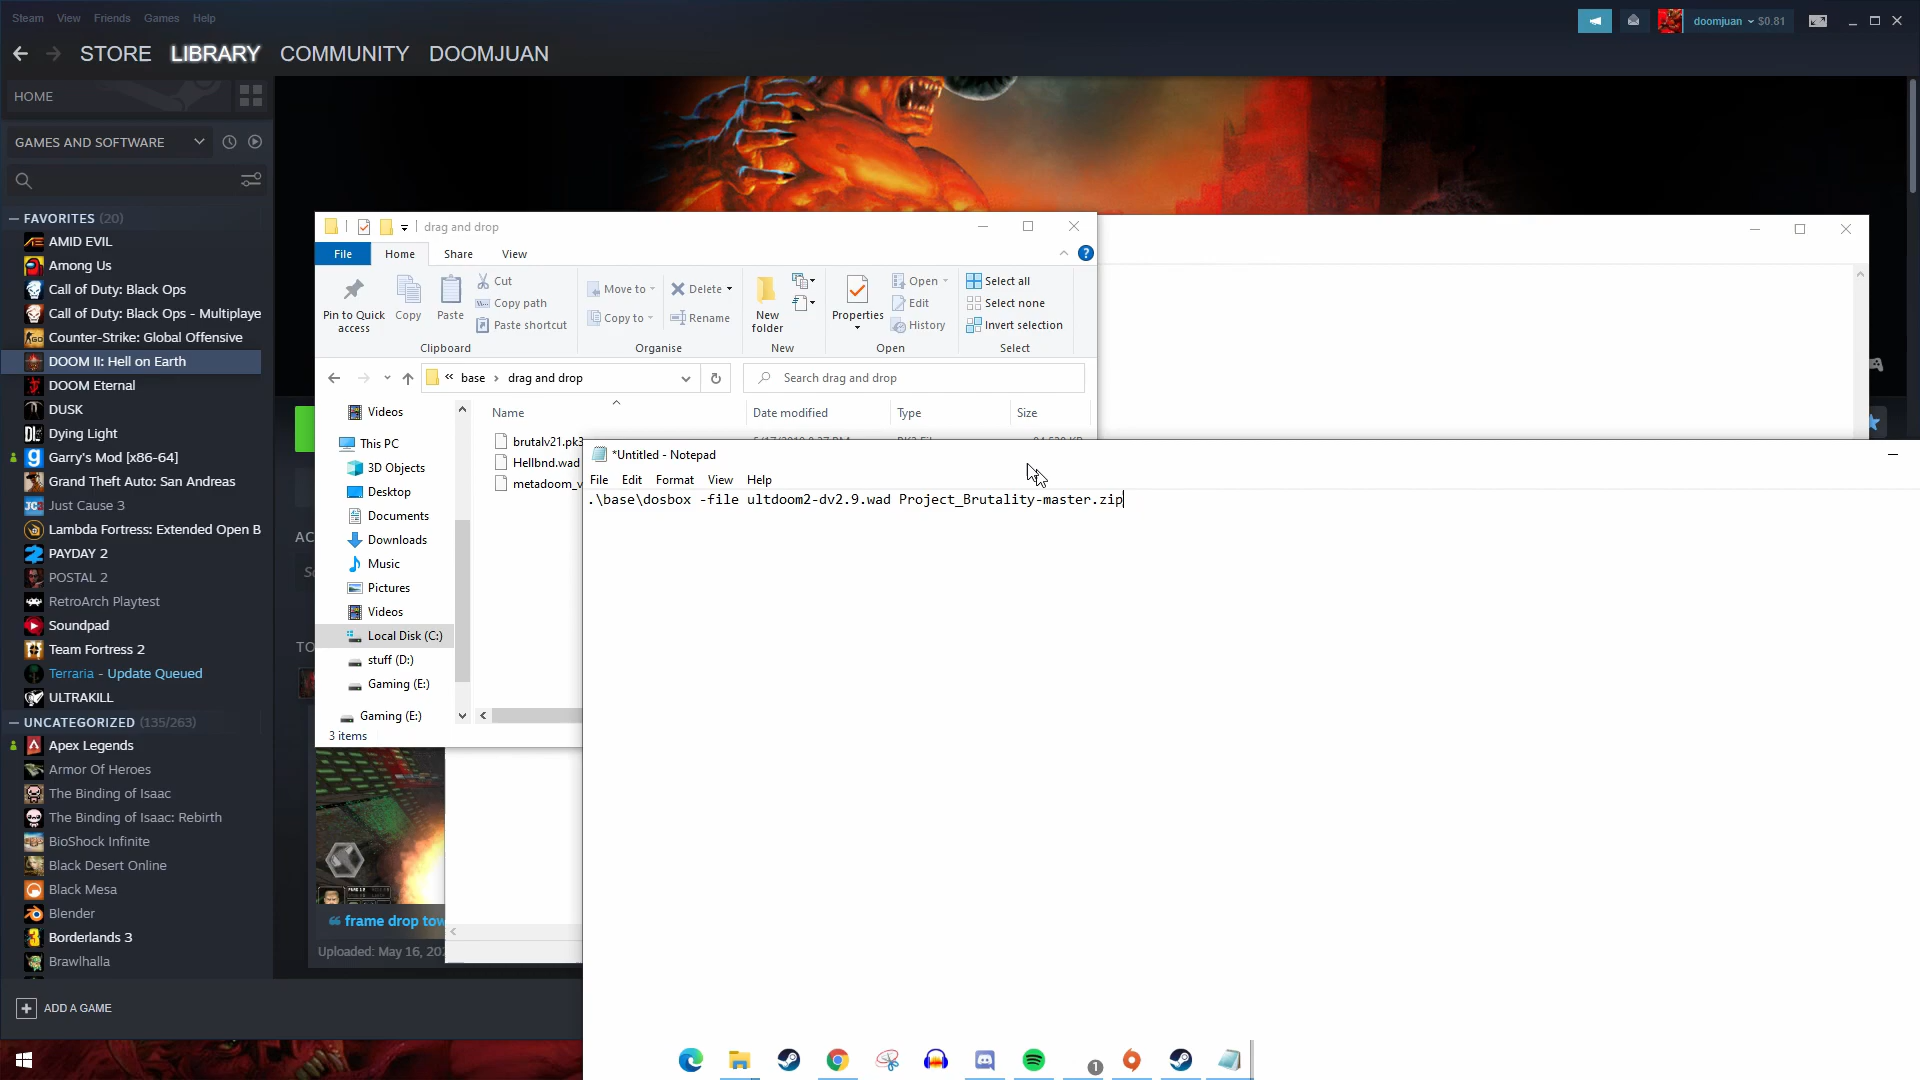 Steam View Friends Games Help
doomjuan $0.81
STORE LIBRARY COMMUNITY DOOMJUAN
HOME
GAMES AND SOFTWARE
FAVORITES (20)
AMID EVIL
Among Us
Call of Duty: Black Ops
Call of Duty: Black Ops - Multiplaye
Counter-Strike: Global Offensive
DOOM II: Hell on Earth
DOOM Eternal
DUSK
Dying Light
Garry's Mod [x86-64]
Grand Theft Auto: San Andreas
Just Cause 3
Lambda Fortress: Extended Open B
PAYDAY 2
POSTAL 2
RetroArch Playtest
Soundpad
Team Fortress 2
Terraria - Update Queued
ULTRAKILL
UNCATEGORIZED (135/263)
Apex Legends
Armor Of Heroes
The Binding of Isaac
The Binding of Isaac: Rebirth
BioShock Infinite
Black Desert Online
Black Mesa
Blender
Borderlands 3
Brawlhalla
ADD A GAME
drag and drop
File Home Share View
Pin to Quick access
Copy
Paste
Cut
Copy path
Paste shortcut
Clipboard
Move to
Copy to
Delete
Rename
Organise
New folder
New
Properties
Open
Edit
History
Open
Select all
Select none
Invert selection
Select
base › drag and drop
Search drag and drop
Name Date modified Type Size
Videos
This PC
3D Objects
Desktop
Documents
Downloads
Music
Pictures
Videos
Local Disk (C:)
stuff (D:)
Gaming (E:)
Gaming (E:)
brutalv21.pk3
Hellbnd.wad
metadoom_v
3 items
*Untitled - Notepad
File Edit Format View Help
.\base\dosbox -file ultdoom2-dv2.9.wad Project_Brutality-master.zip
AC
TO
frame drop tow
Uploaded: May 16, 202
1